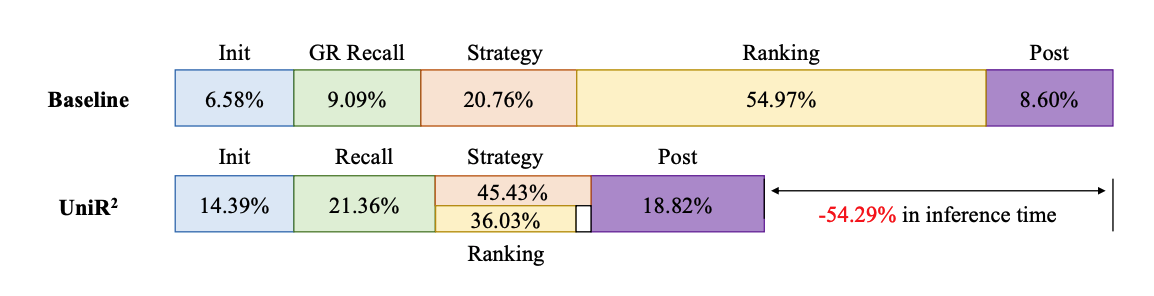 Init GR Recall Strategy Ranking Post
Baseline 6.58% 9.09% 20.76% 54.97% 8.60%
Init Recall Strategy Post
UniR² 14.39% 21.36% 45.43% 18.82%
36.03%
-54.29% in inference time
Ranking